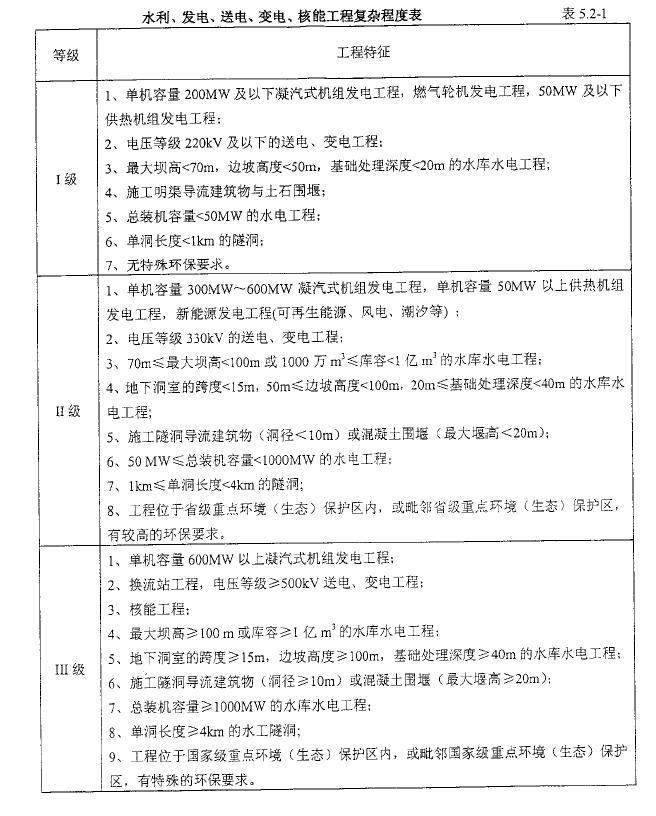 水利、发电、送电、变电、核能工程复杂程度表 表 5.2-1
等级 工程特征
I 级
1、单机容量 200MW 及以下凝汽式机组发电工程，燃气轮机发电工程，50MW 及以下
供热机组发电工程；
2、电压等级 220kV 及以下的送电、变电工程；
3、最大坝高<70m，边坡高度<50m，基础处理深度<20m 的水库水电工程；
4、施工明渠导流建筑物与土石围堰；
5、总装机容量<50MW 的水电工程；
6、单洞长度<1km 的隧洞；
7、无特殊环保要求。
II 级
1、单机容量 300MW～600MW 凝汽式机组发电工程，单机容量 50MW 以上供热机组
发电工程，新能源发电工程(可再生能源、风电、潮汐等)；
2、电压等级 330kV 的送电、变电工程；
3、70m≤最大坝高<100m 或 1000 万 m³≤库容<1 亿 m³ 的水库水电工程；
4、地下洞室的跨度<15m，50m≤边坡高度<100m，20m≤基础处理深度<40m 的水库水
电工程;
5、施工隧洞导流建筑物（洞径＜10m）或混凝土围堰（最大堰高＜20m）；
6、50 MW≤总装机容量<1000MW 的水电工程；
7、1km≤单洞长度<4km 的隧洞;
8、工程位于省级重点环境（生态）保护区内，或毗邻省级重点环境（生态）保护区，
有较高的环保要求。
III 级
1、单机容量 600MW 以上凝汽式机组发电工程；
2、换流站工程，电压等级≥500kV 送电、变电工程；
3、核能工程；
4、最大坝高≥100 m 或库容≥1 亿 m³ 的水库水电工程；
5、地下洞室的跨度≥15m，边坡高度≥100m，基础处理深度≥40m 的水库水电工程；
6、施工隧洞导流建筑物（洞径≥10m）或混凝土围堰（最大堰高≥20m）；
7、总装机容量≥1000MW 的水库水电工程；
8、单洞长度≥4km 的水工隧洞；
9、工程位于国家级重点环境（生态）保护区内，或毗邻国家级重点环境（生态）保护
区，有特殊的环保要求。